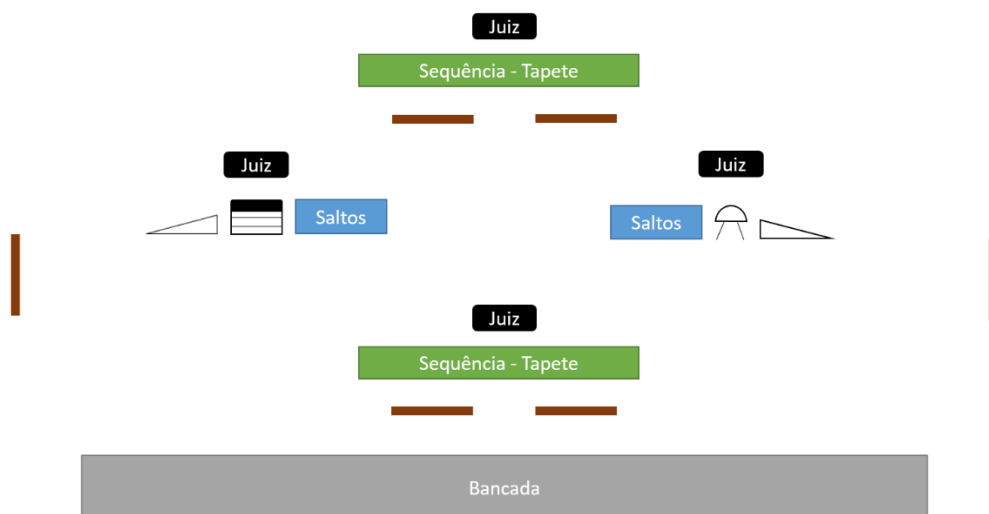 Juiz
Sequência - Tapete
Juiz
Juiz
Saltos
Saltos
Juiz
Sequência - Tapete
Bancada